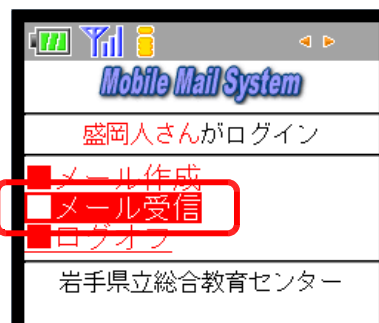 Mobile Mail System
盛岡人さんがログイン
■メール作成
■メール受信
■ログオフ
岩手県立総合教育センター